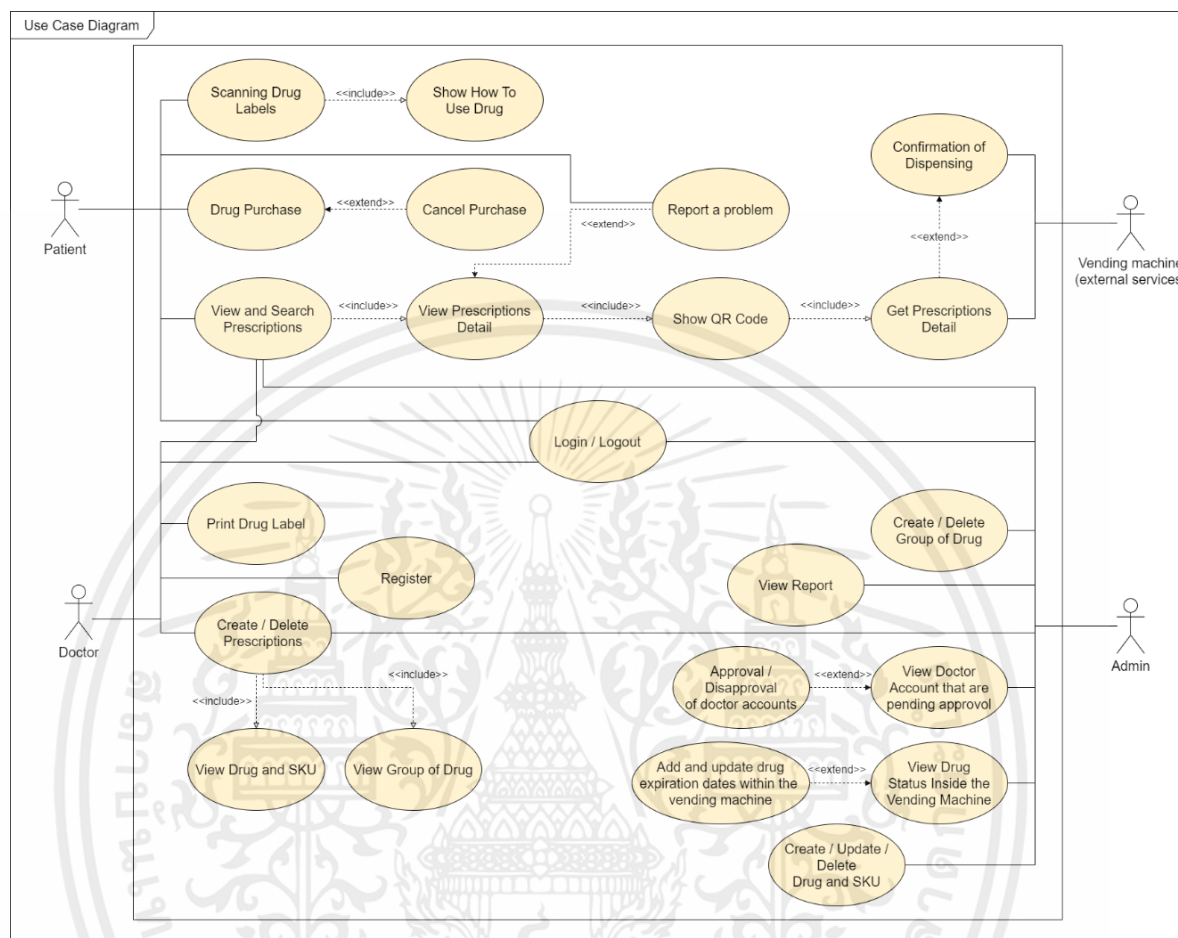 Use Case Diagram
Scanning Drug
Labels
<<include>>
Show How To
Use Drug
Confirmation of
Dispensing
Patient
Drug Purchase
<<extend>>
Cancel Purchase
Report a problem
<<extend>>
<<extend>>
Vending machine
(external services
View and Search
Prescriptions
<<include>>
View Prescriptions
Detail
<<include>>
Show QR Code
<<include>>
Get Prescriptions
Detail
Login / Logout
Print Drug Label
Create / Delete
Group of Drug
Register
View Report
Doctor
Create / Delete
Prescriptions
Admin
<<include>>
<<include>>
Approval /
Disapproval
of doctor accounts
<<extend>>
View Doctor
Account that are
pending approvol
View Drug and SKU
View Group of Drug
Add and update drug
expiration dates within the
vending machine
<<extend>>
View Drug
Status Inside the
Vending Machine
Create / Update /
Delete
Drug and SKU